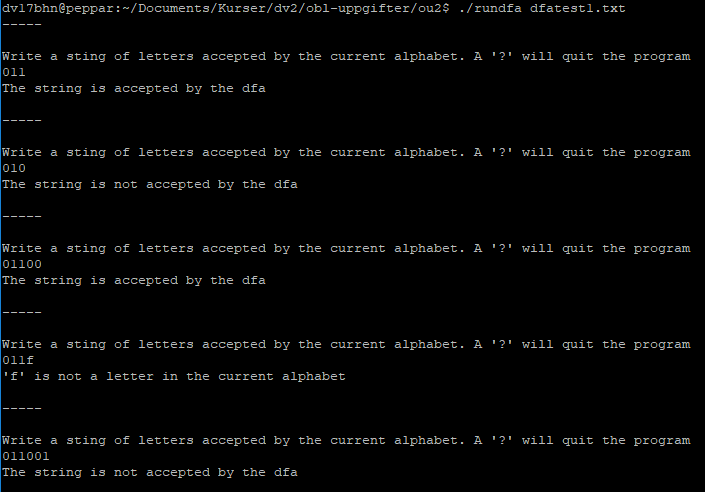 dv17bhn@peppar:~/Documents/Kurser/dv2/obl-uppgifter/ou2$ ./rundfa dfatest1.txt
-----
Write a sting of letters accepted by the current alphabet. A '?' will quit the program
011
The string is accepted by the dfa
-----
Write a sting of letters accepted by the current alphabet. A '?' will quit the program
010
The string is not accepted by the dfa
-----
Write a sting of letters accepted by the current alphabet. A '?' will quit the program
01100
The string is accepted by the dfa
-----
Write a sting of letters accepted by the current alphabet. A '?' will quit the program
011f
'f' is not a letter in the current alphabet
-----
Write a sting of letters accepted by the current alphabet. A '?' will quit the program
011001
The string is not accepted by the dfa